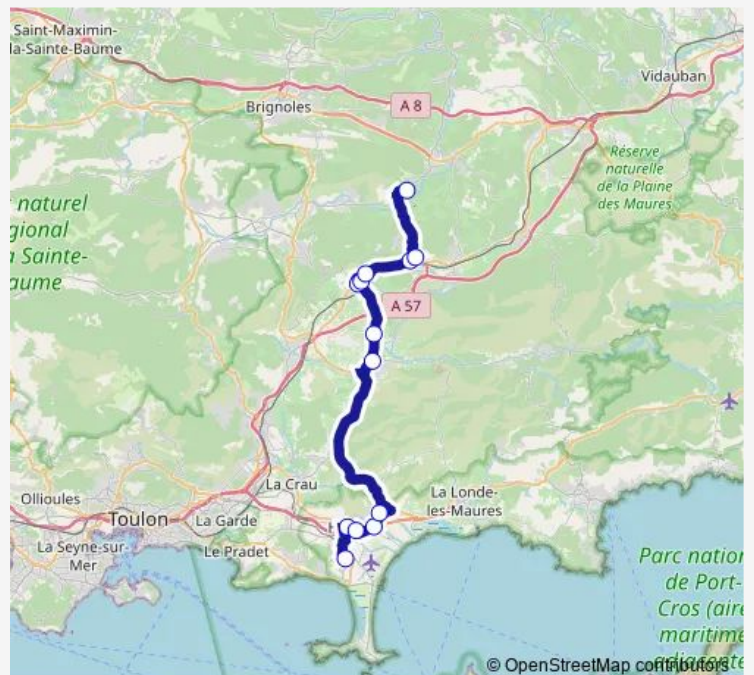 Saint-Maximin-
la-Sainte-Baume
Vidauban
Brignoles
A 8
Réserve
naturelle
de la Plaine
des Maures
naturel
gional
Sainte-
aume
A 57
La Crau
Ollioules
Toulon
La Garde
La Londe-
les-Maures
La Seyne-sur-
Mer
Le Pradet
H
Parc nation
de Port-
Cros (aire
maritime
adjacente
© OpenStreetMap contributors